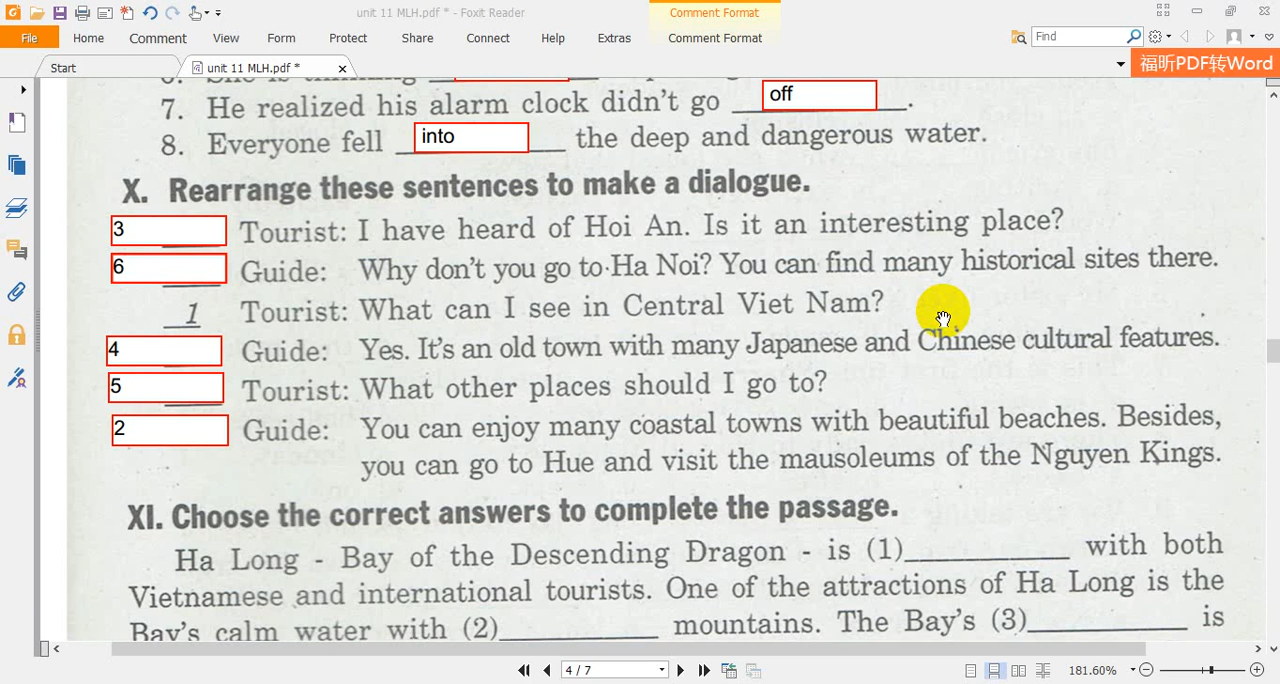 unit 11 MLH.pdf * - Foxit Reader
Comment Format
File Home Comment View Form Protect Share Connect Help Extras Comment Format Find
Start unit 11 MLH.pdf * 福昕PDF转Word
7. He realized his alarm clock didn't go off.
8. Everyone fell into the deep and dangerous water.
X. Rearrange these sentences to make a dialogue.
3 Tourist: I have heard of Hoi An. Is it an interesting place?
6 Guide: Why don't you go to Ha Noi? You can find many historical sites there.
1 Tourist: What can I see in Central Viet Nam?
4 Guide: Yes. It's an old town with many Japanese and Chinese cultural features.
5 Tourist: What other places should I go to?
2 Guide: You can enjoy many coastal towns with beautiful beaches. Besides,
you can go to Hue and visit the mausoleums of the Nguyen Kings.
XI. Choose the correct answers to complete the passage.
Ha Long - Bay of the Descending Dragon - is (1)__________ with both
Vietnamese and international tourists. One of the attractions of Ha Long is the
Bay's calm water with (2)__________ mountains. The Bay's (3)__________ is
4 / 7 181.60%